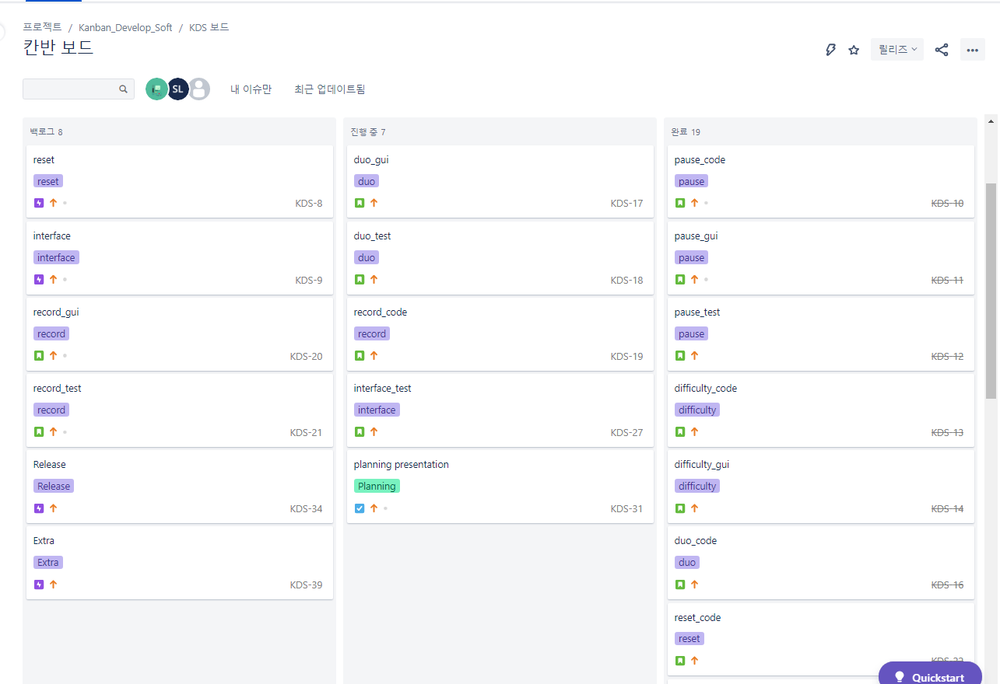 프로젝트 / Kanban_Develop_Soft / KDS 보드
칸반 보드
릴리즈
SL
내 이슈만
최근 업데이트됨
백로그 8
reset
reset
KDS-8
interface
interface
KDS-9
record_gui
record
KDS-20
record_test
record
KDS-21
Release
Release
KDS-34
Extra
Extra
KDS-39
진행 중 7
duo_gui
duo
KDS-17
duo_test
duo
KDS-18
record_code
record
KDS-19
interface_test
interface
KDS-27
planning presentation
Planning
KDS-31
완료 19
pause_code
pause
KDS-10
pause_gui
pause
KDS-11
pause_test
pause
KDS-12
difficulty_code
difficulty
KDS-13
difficulty_gui
difficulty
KDS-14
duo_code
duo
KDS-16
reset_code
reset
Quickstart